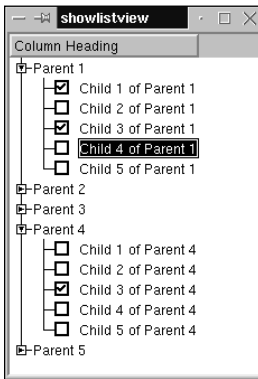 showlistview
Column Heading
Parent 1
Child 1 of Parent 1
Child 2 of Parent 1
Child 3 of Parent 1
Child 4 of Parent 1
Child 5 of Parent 1
Parent 2
Parent 3
Parent 4
Child 1 of Parent 4
Child 2 of Parent 4
Child 3 of Parent 4
Child 4 of Parent 4
Child 5 of Parent 4
Parent 5